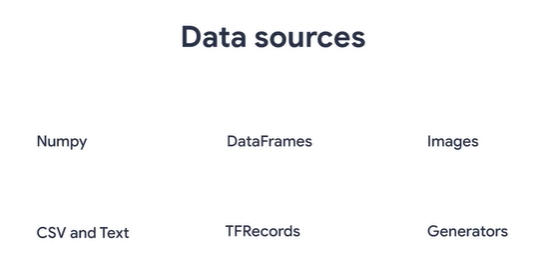 Data sources
Numpy
DataFrames
Images
CSV and Text
TFRecords
Generators